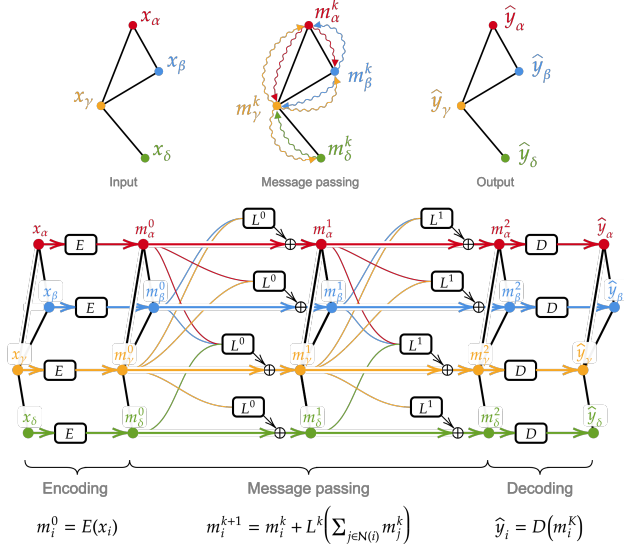 x_α m_α^k ŷ_α
x_β m_β^k ŷ_β
x_γ m_γ^k ŷ_γ
x_δ m_δ^k ŷ_δ
Input Message passing Output
L^0 L^1
x_α E m_α^0 m_α^1 m_α^2 D ŷ_α
L^0 L^1
x_β E m_β^0 m_β^1 m_β^2 D ŷ_β
L^0 L^1
x_γ E m_γ^0 m_γ^1 m_γ^2 D ŷ_γ
L^0 L^1
x_δ E m_δ^0 m_δ^1 m_δ^2 D ŷ_δ
Encoding Message passing Decoding
m_i^0 = E(x_i) m_i^{k+1} = m_i^k + L^k(∑_{j∈N(i)} m_j^k) ŷ_i = D(m_i^K)